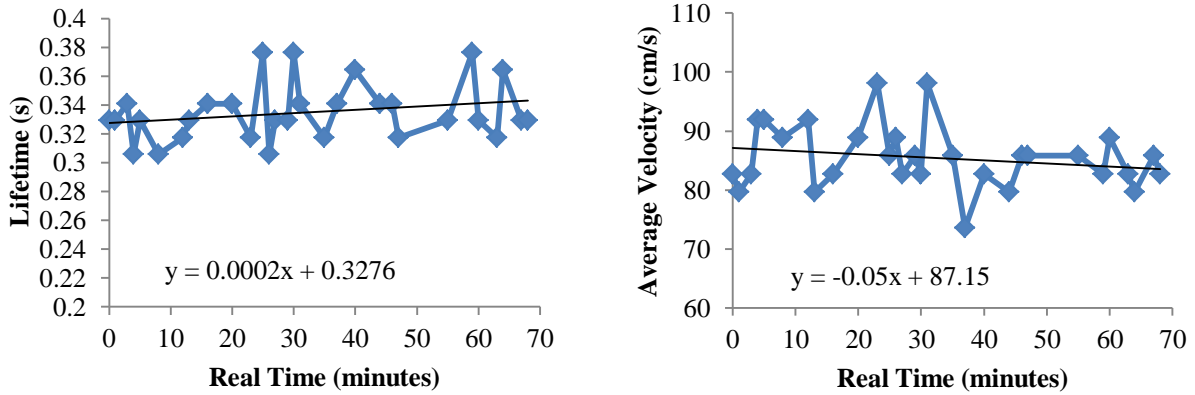 Lifetime (s)
0.4
0.38
0.36
0.34
0.32
0.3
0.28
0.26
0.24
0.22
0.2
y = 0.0002x + 0.3276
0 10 20 30 40 50 60 70
Real Time (minutes)
Average Velocity (cm/s)
110
100
90
80
70
60
y = -0.05x + 87.15
0 10 20 30 40 50 60 70
Real Time (minutes)